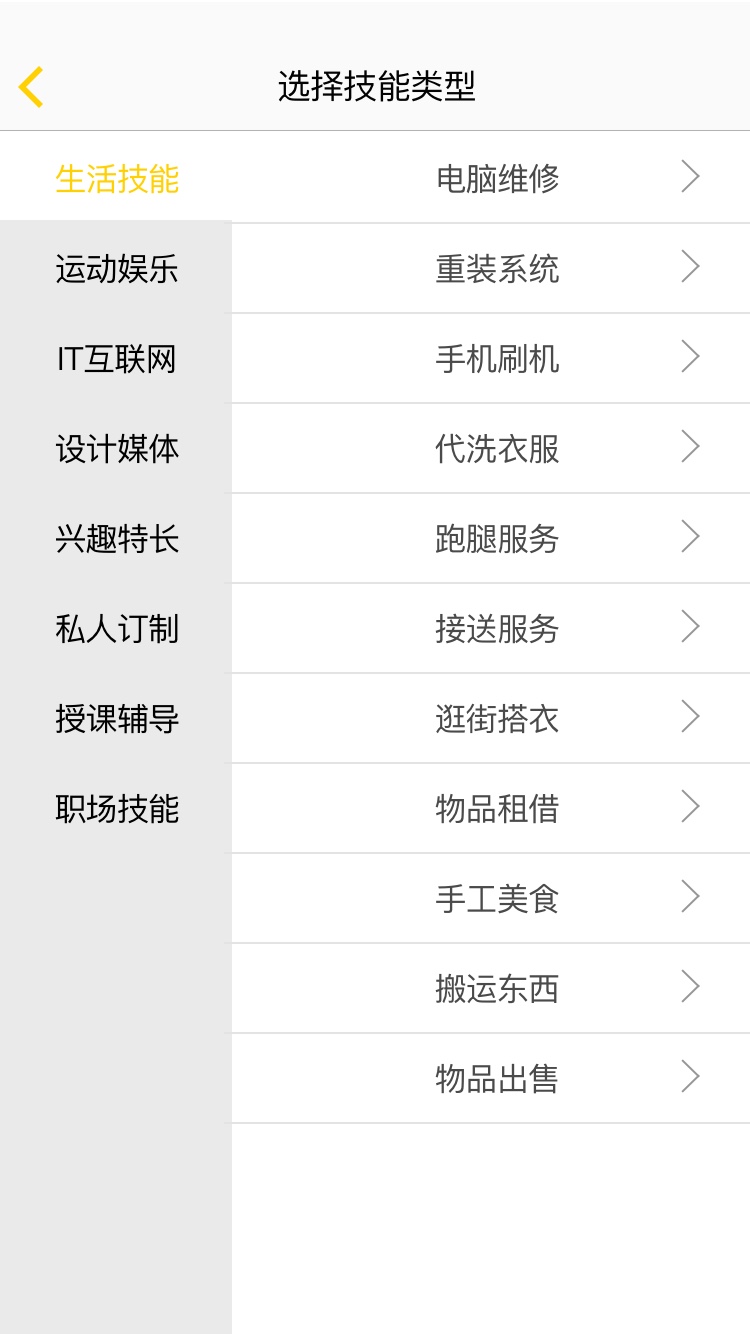 选择技能类型
生活技能
运动娱乐
IT互联网
设计媒体
兴趣特长
私人订制
授课辅导
职场技能
电脑维修
重装系统
手机刷机
代洗衣服
跑腿服务
接送服务
逛街搭衣
物品租借
手工美食
搬运东西
物品出售